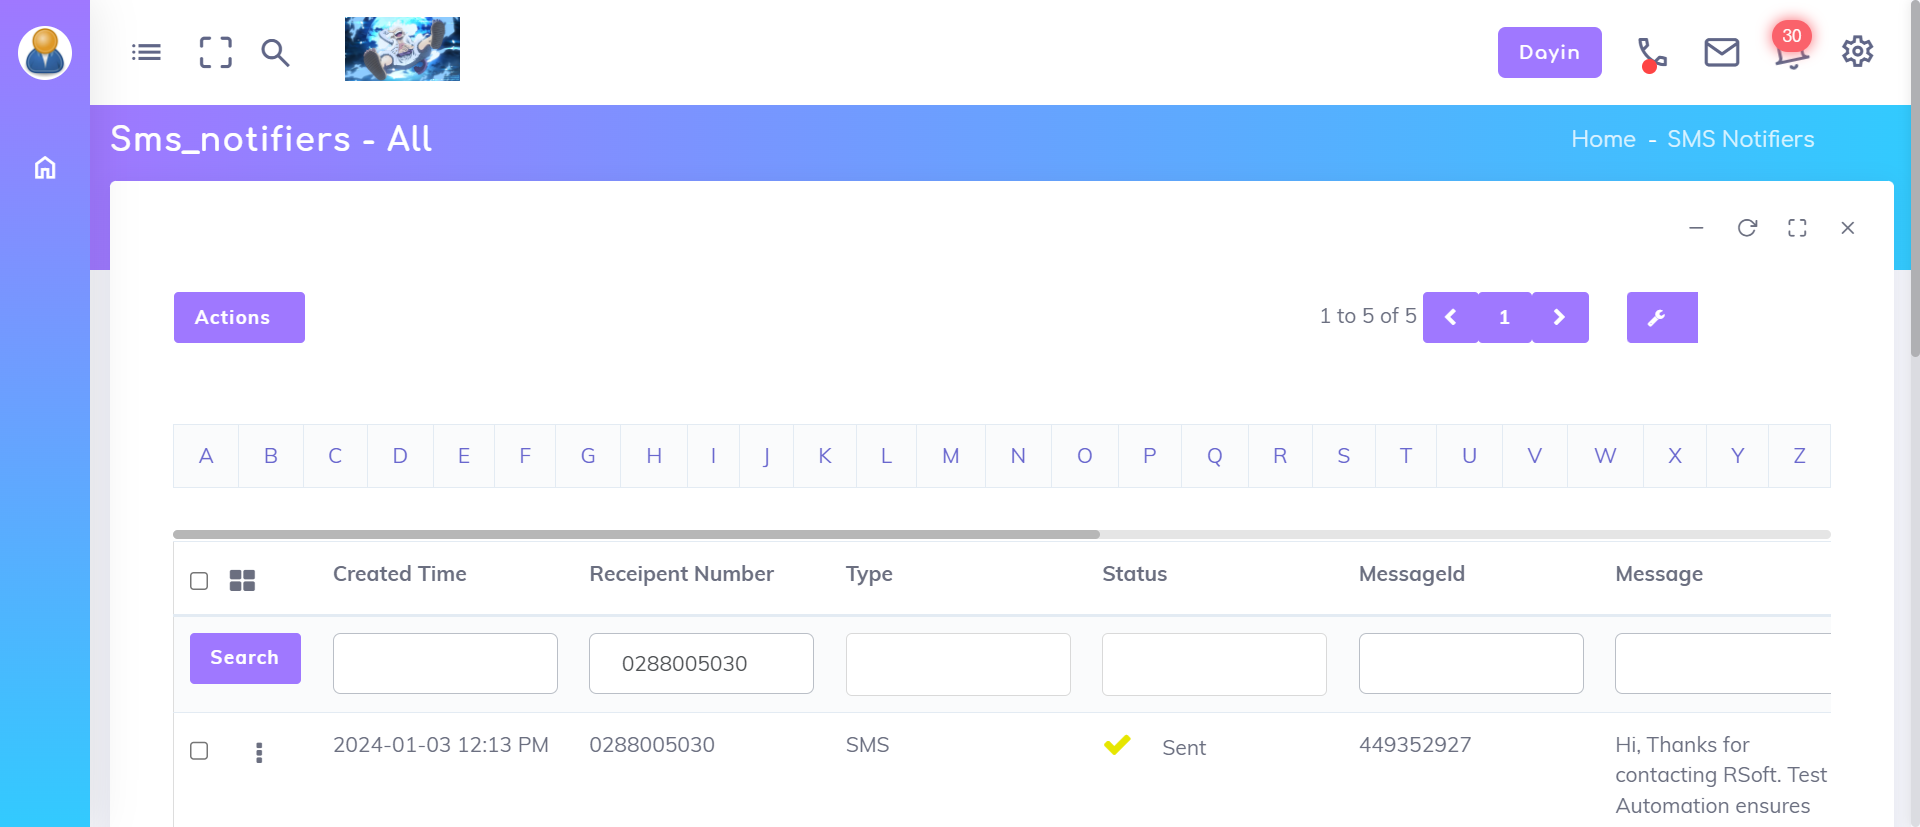 Dayin
30
Sms_notifiers - All
Home - SMS Notifiers
Actions
1 to 5 of 5
1
A B C D E F G H I J K L M N O P Q R S T U V W X Y Z
Created Time Receipent Number Type Status MessageId Message
Search 0288005030
2024-01-03 12:13 PM 0288005030 SMS Sent 449352927 Hi, Thanks for
contacting RSoft. Test
Automation ensures